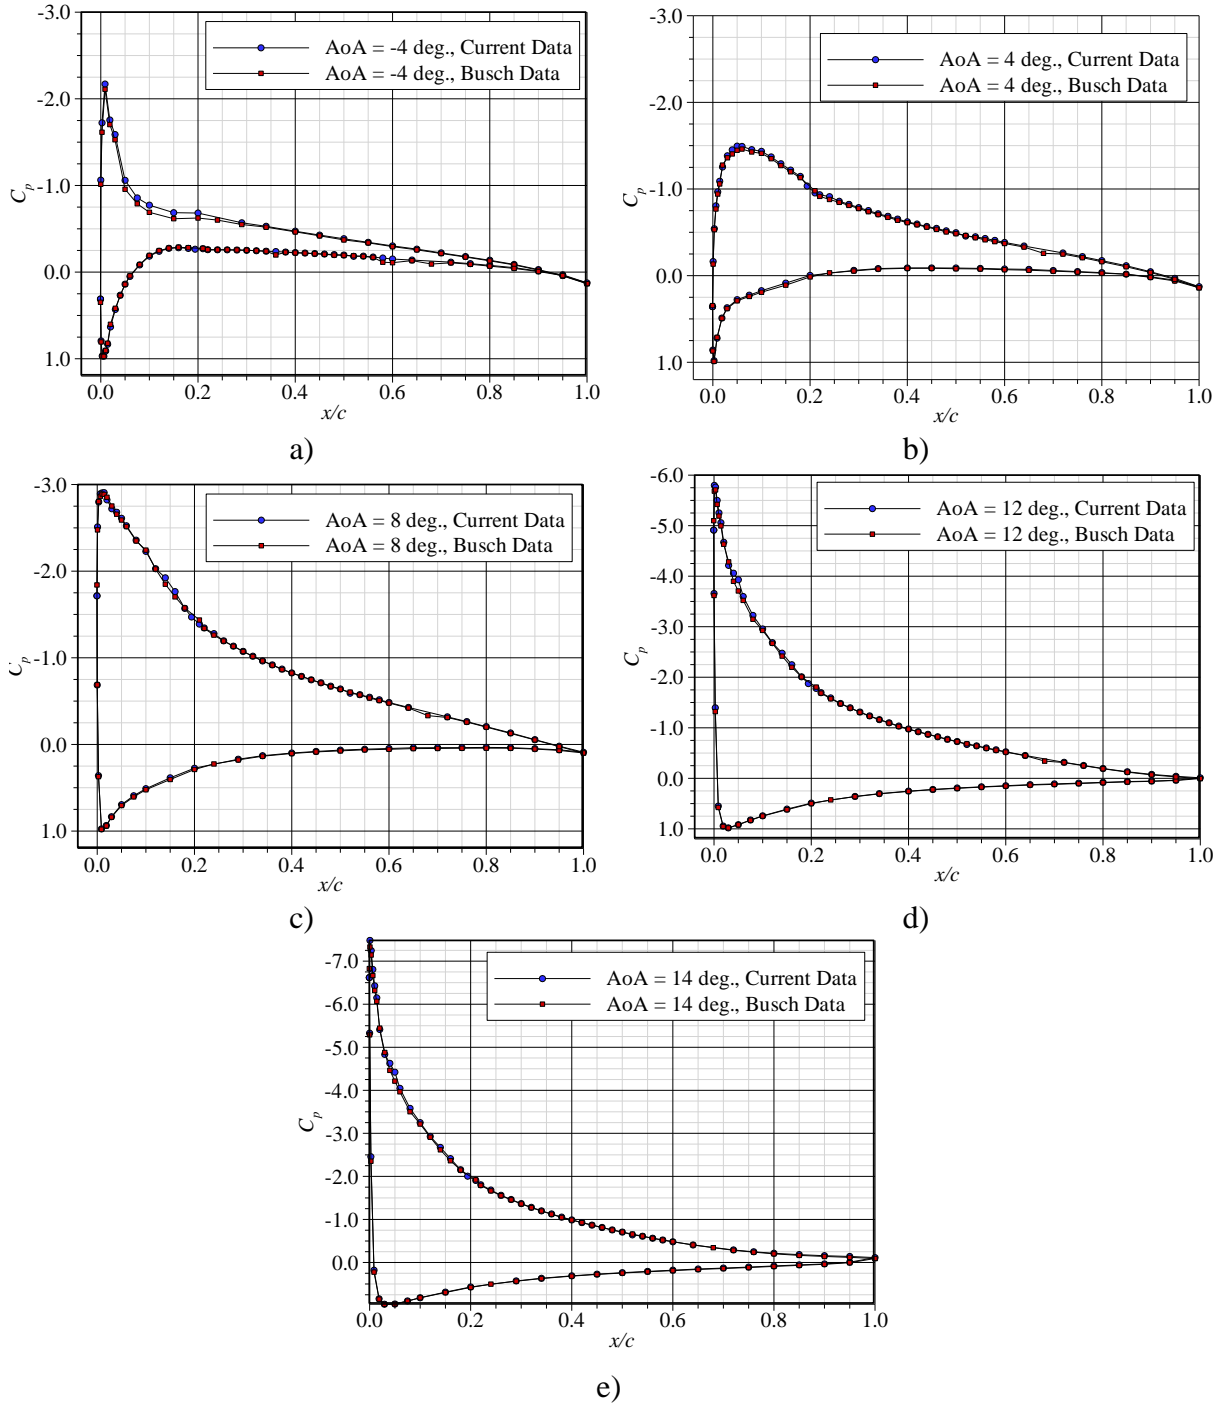 -3.0
AoA = -4 deg., Current Data
AoA = -4 deg., Busch Data
-2.0
-1.0
0.0
1.0
Cp
0.0 0.2 0.4 0.6 0.8 1.0
x/c
a)
-3.0
AoA = 4 deg., Current Data
AoA = 4 deg., Busch Data
-2.0
-1.0
0.0
1.0
Cp
0.0 0.2 0.4 0.6 0.8 1.0
x/c
b)
-3.0
AoA = 8 deg., Current Data
AoA = 8 deg., Busch Data
-2.0
-1.0
0.0
1.0
Cp
0.0 0.2 0.4 0.6 0.8 1.0
x/c
c)
-6.0
AoA = 12 deg., Current Data
AoA = 12 deg., Busch Data
-5.0
-4.0
-3.0
-2.0
-1.0
0.0
1.0
Cp
0.0 0.2 0.4 0.6 0.8 1.0
x/c
d)
AoA = 14 deg., Current Data
AoA = 14 deg., Busch Data
-7.0
-6.0
-5.0
-4.0
-3.0
-2.0
-1.0
0.0
Cp
0.0 0.2 0.4 0.6 0.8 1.0
x/c
e)